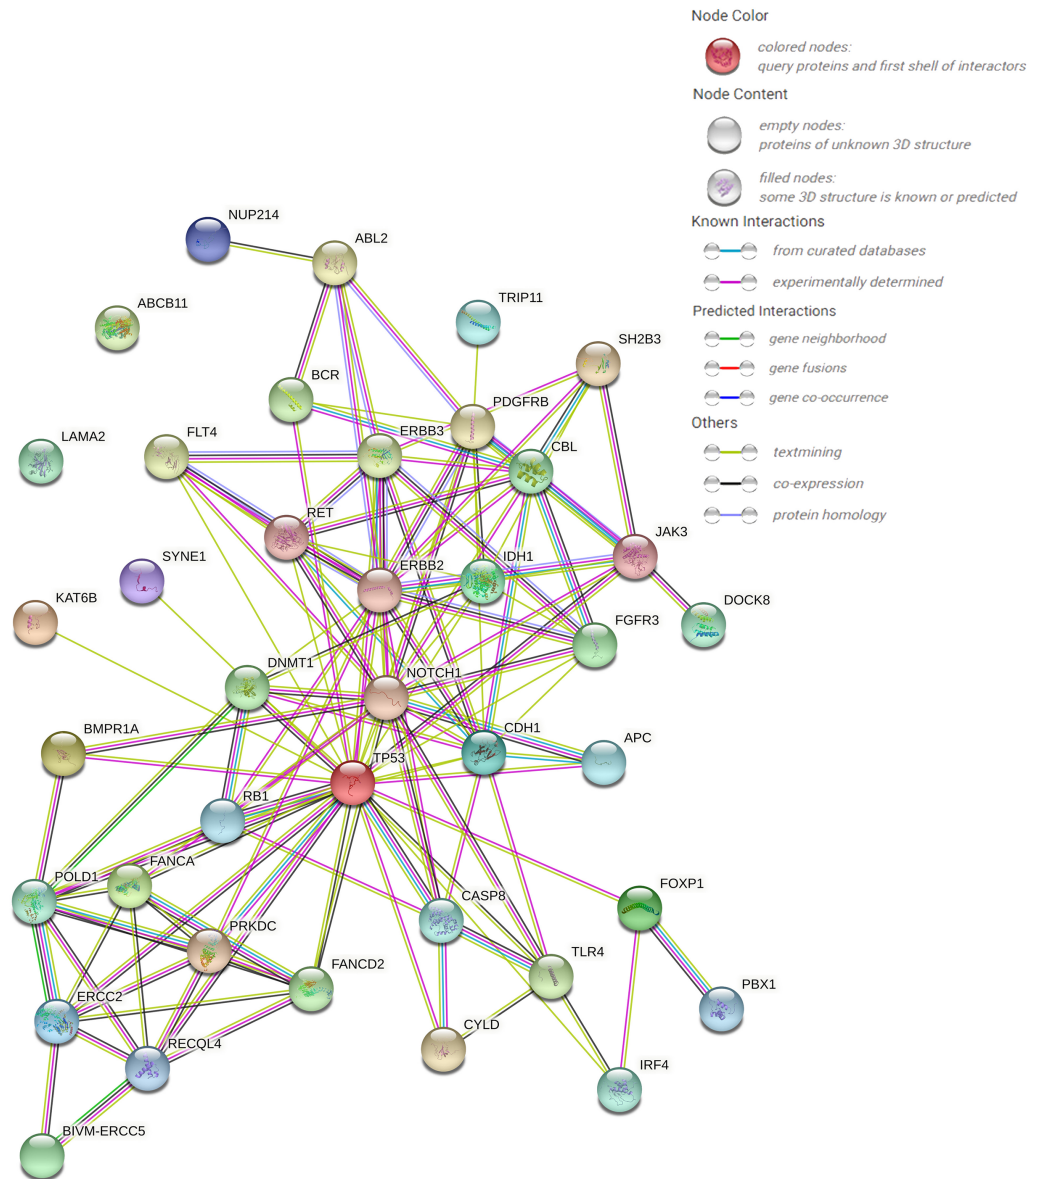 Node Color
colored nodes:
query proteins and first shell of interactors
Node Content
empty nodes:
proteins of unknown 3D structure
filled nodes:
some 3D structure is known or predicted
Known Interactions
from curated databases
experimentally determined
Predicted Interactions
gene neighborhood
gene fusions
gene co-occurrence
Others
textmining
co-expression
protein homology
NUP214
ABL2
ABCB11
TRIP11
SH2B3
BCR
PDGFRB
FLT4
ERBB3
CBL
LAMA2
RET
JAK3
SYNE1
ERBB2
IDH1
KAT6B
DOCK8
FGFR3
DNMT1
NOTCH1
BMPR1A
CDH1
APC
TP53
RB1
FANCA
POLD1
CASP8
FOXP1
PRKDC
TLR4
FANCD2
PBX1
ERCC2
CYLD
RECQL4
IRF4
BIVM-ERCC5